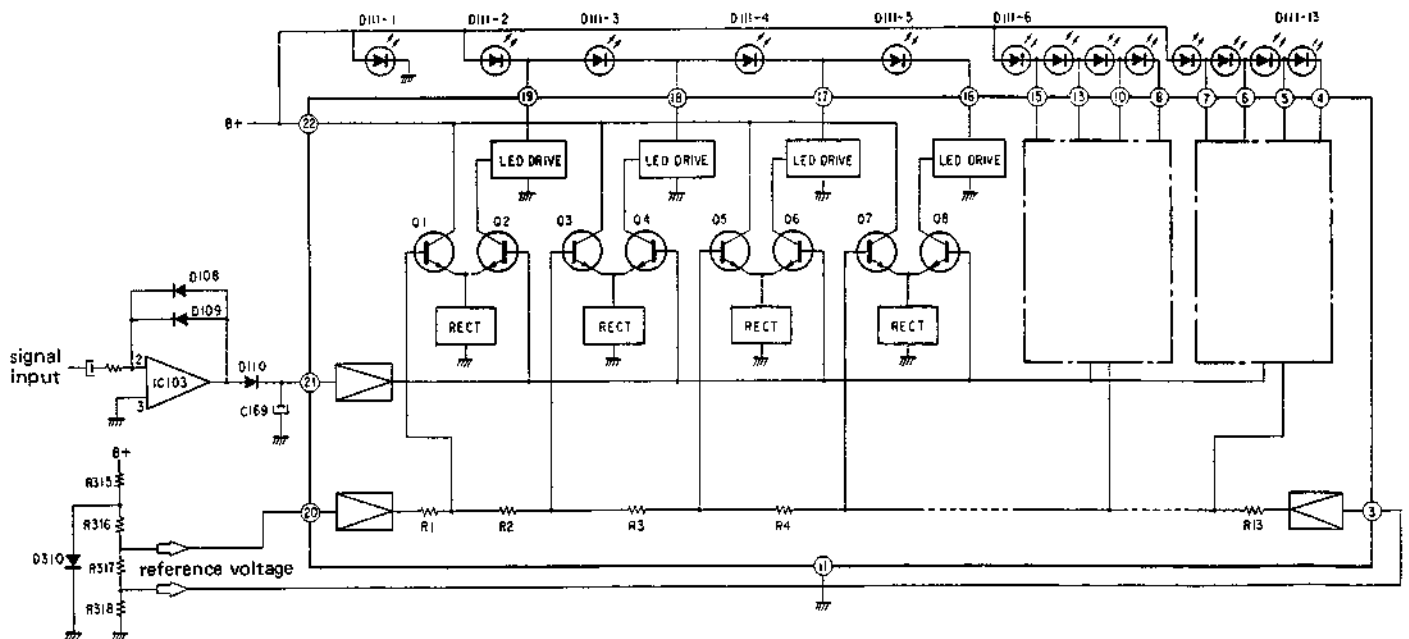 D111-1 D111-2 D111-3 D111-4 D111-5 D111-6 D111-13
19 18 17 16 15 13 10 8 7 6 5 4
B+ 22
LED DRIVE LED DRIVE LED DRIVE LED DRIVE
Q1 Q2 Q3 Q4 Q5 Q6 Q7 Q8
D108
D109
RECT RECT RECT RECT
signal
input
2
IC103
3
D110
21
C169
B+
R315
R316
20
R1 R2 R3 R4 R13
3
D310
R317
reference voltage
11
R318